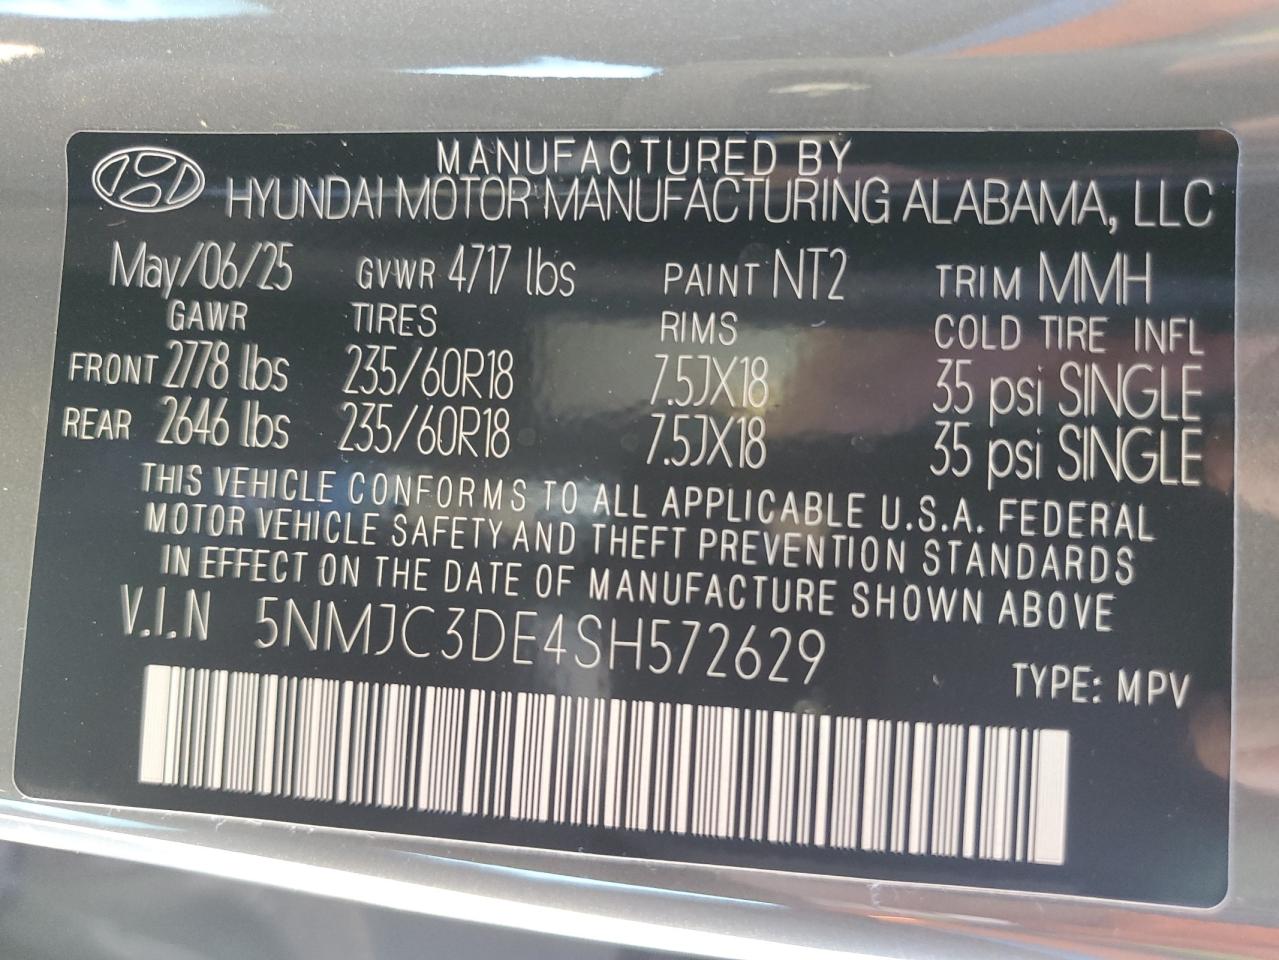 MANUFACTURED BY
HYUNDAI MOTOR MANUFACTURING ALABAMA, LLC
May/06/25 GVWR 4717 lbs PAINT NT2 TRIM MMH
GAWR TIRES RIMS COLD TIRE INFL
FRONT 2778 lbs 235/60R18 7.5JX18 35 psi SINGLE
REAR 2646 lbs 235/60R18 7.5JX18 35 psi SINGLE
THIS VEHICLE CONFORMS TO ALL APPLICABLE U.S.A. FEDERAL
MOTOR VEHICLE SAFETY AND THEFT PREVENTION STANDARDS
IN EFFECT ON THE DATE OF MANUFACTURE SHOWN ABOVE
V.I.N 5NMJC3DE4SH572629
TYPE: MPV